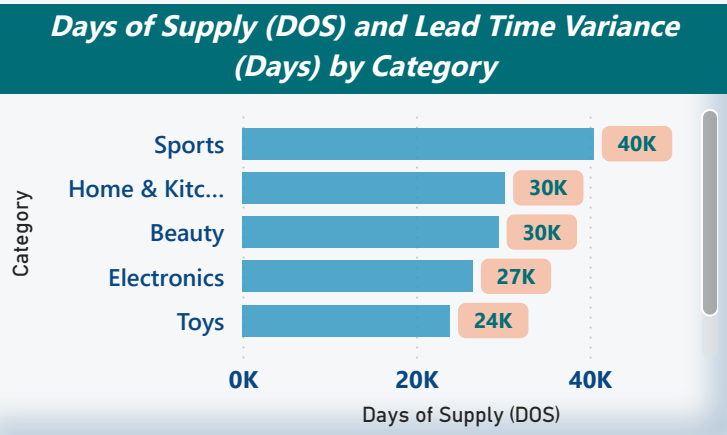 Days of Supply (DOS) and Lead Time Variance
(Days) by Category
Category
Sports 40K
Home & Kitc... 30K
Beauty 30K
Electronics 27K
Toys 24K
0K 20K 40K
Days of Supply (DOS)